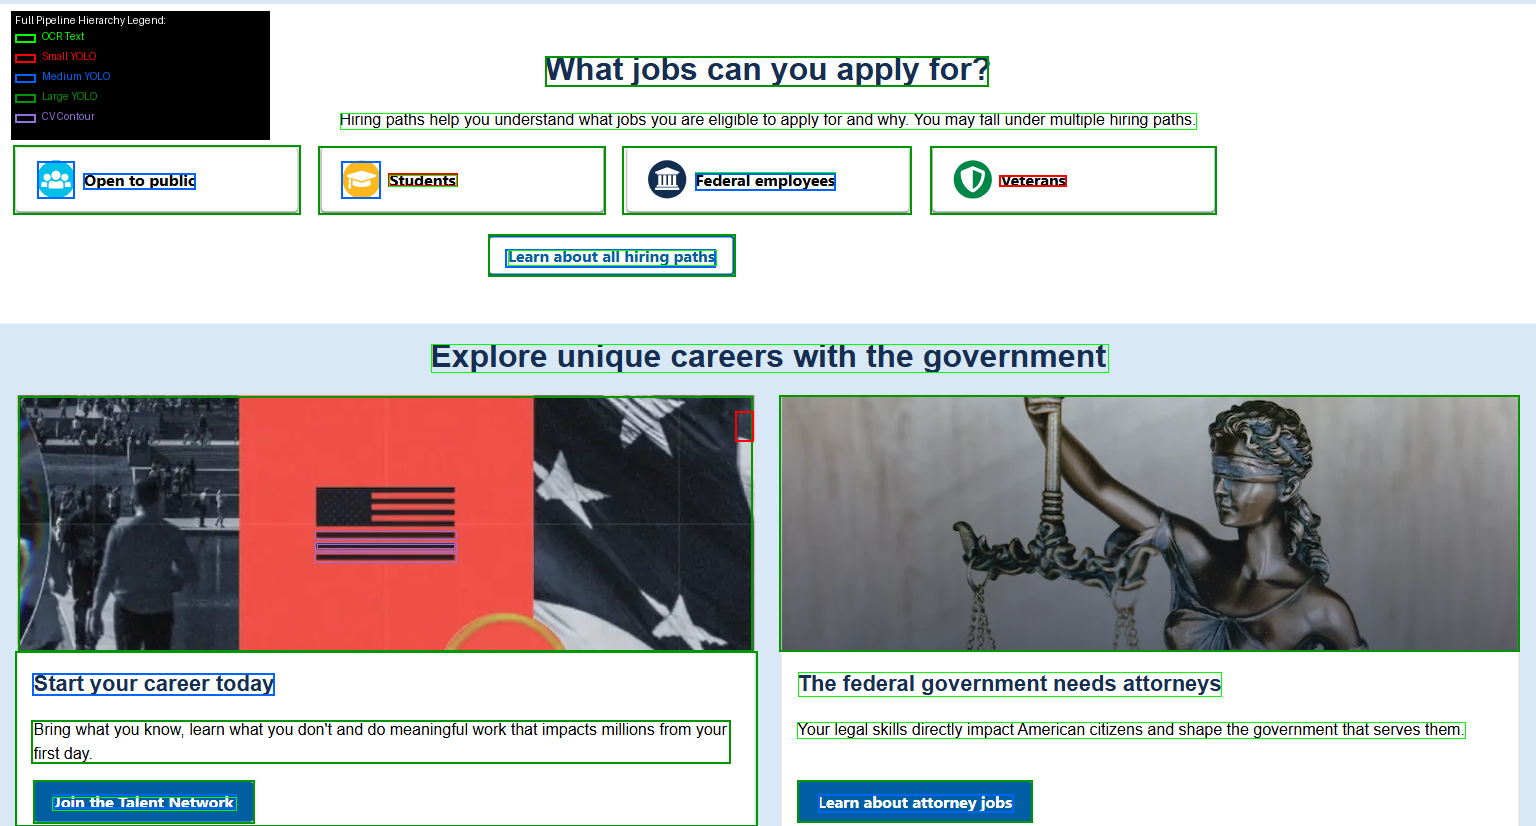 Full Pipeline Hierarchy Legend:
OCR Text
Small YOLO
Medium YOLO
Large YOLO
CV Contour
What jobs can you apply for?
Hiring paths help you understand what jobs you are eligible to apply for and why. You may fall under multiple hiring paths.
Open to public
Students
Federal employees
Veterans
Learn about all hiring paths
Explore unique careers with the government
Start your career today
Bring what you know, learn what you don't and do meaningful work that impacts millions from your
first day.
Join the Talent Network
The federal government needs attorneys
Your legal skills directly impact American citizens and shape the government that serves them.
Learn about attorney jobs